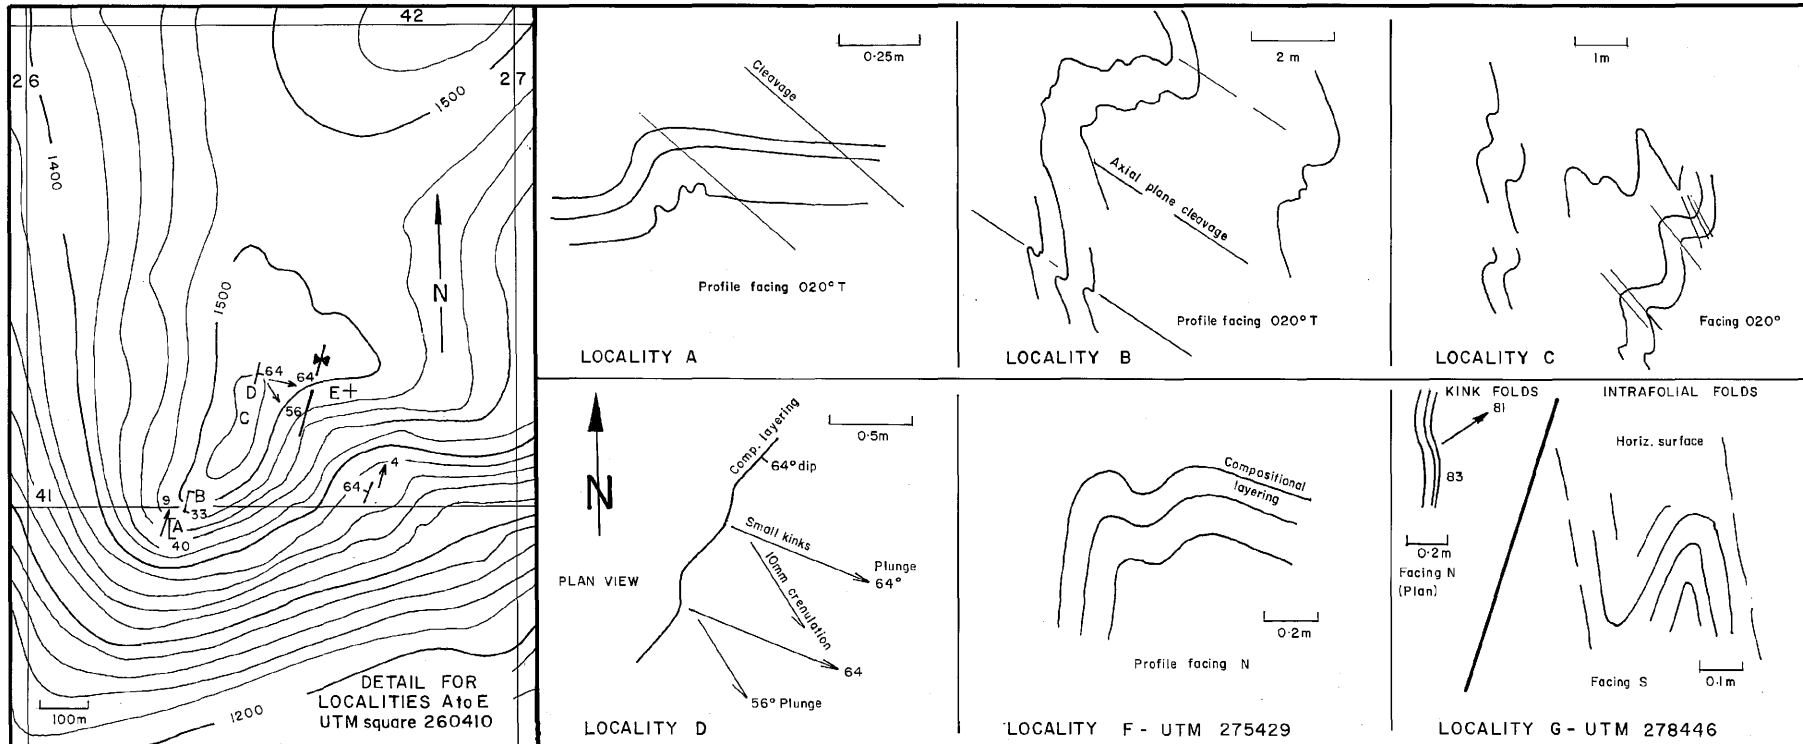 42
26
27
1500
1400
N
1500
64
64
D
E
C
56
4
64
41
9
B
33
A
40
DETAIL FOR
LOCALITIES A to E
UTM square 260410
100m
1200
0·25m
Cleavage
Profile facing 020° T
LOCALITY A
2 m
Axial plane cleavage
Profile facing 020° T
LOCALITY B
1m
Facing 020°
LOCALITY C
N
PLAN VIEW
Comp. layering
64° dip
0·5m
Small kinks
Plunge
64°
10mm crenulation
64
56° Plunge
LOCALITY D
Compositional
layering
0·2m
Profile facing N
LOCALITY F - UTM 275429
KINK FOLDS
81
83
0·2m
Facing N
(Plan)
INTRAFOLIAL FOLDS
Horiz. surface
Facing S
0·1m
LOCALITY G - UTM 278446